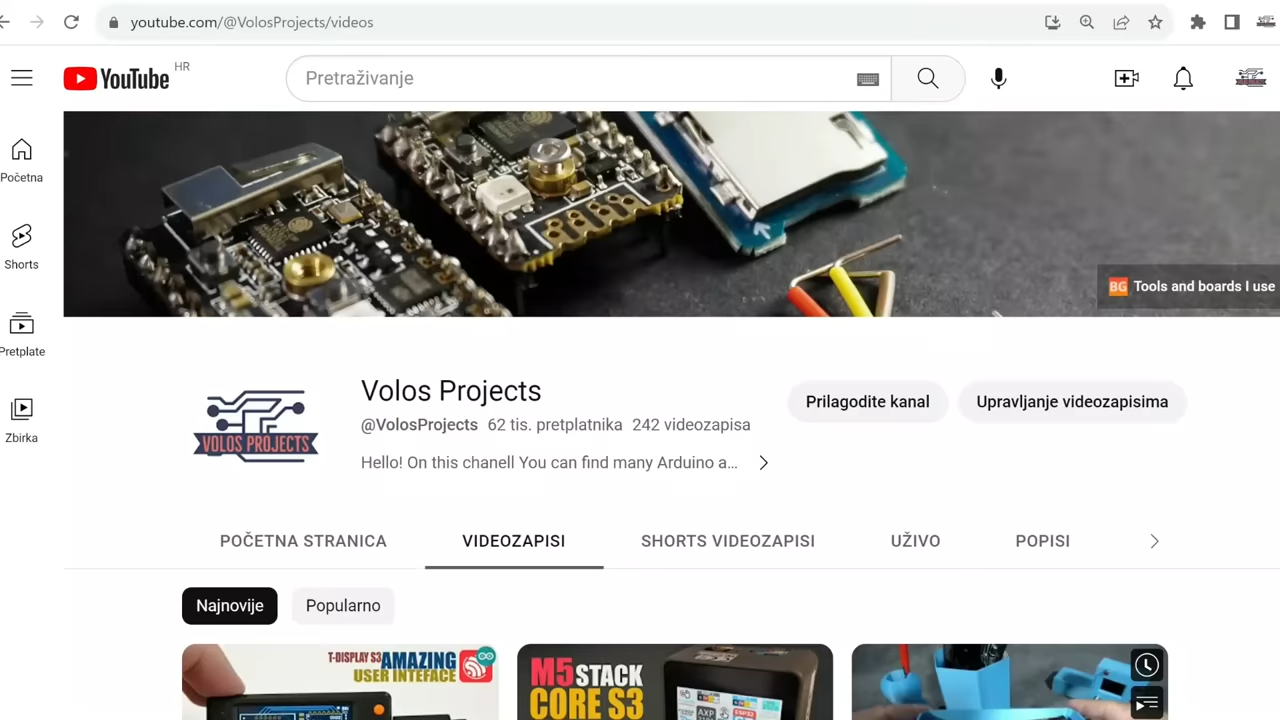 youtube.com/@VolosProjects/videos
YouTube HR
Pretraživanje
Početna
Shorts
Pretplate
Zbirka
BG Tools and boards I use
VOLOS PROJECTS
Volos Projects
@VolosProjects 62 tis. pretplatnika 242 videozapisa
Hello! On this chanell You can find many Arduino a...
Prilagodite kanal
Upravljanje videozapisima
POČETNA STRANICA
VIDEOZAPISI
SHORTS VIDEOZAPISI
UŽIVO
POPISI
Najnovije
Popularno
T-DISPLAY S3 AMAZING
USER INTEFACE
M5STACK
CORE S3
AXP